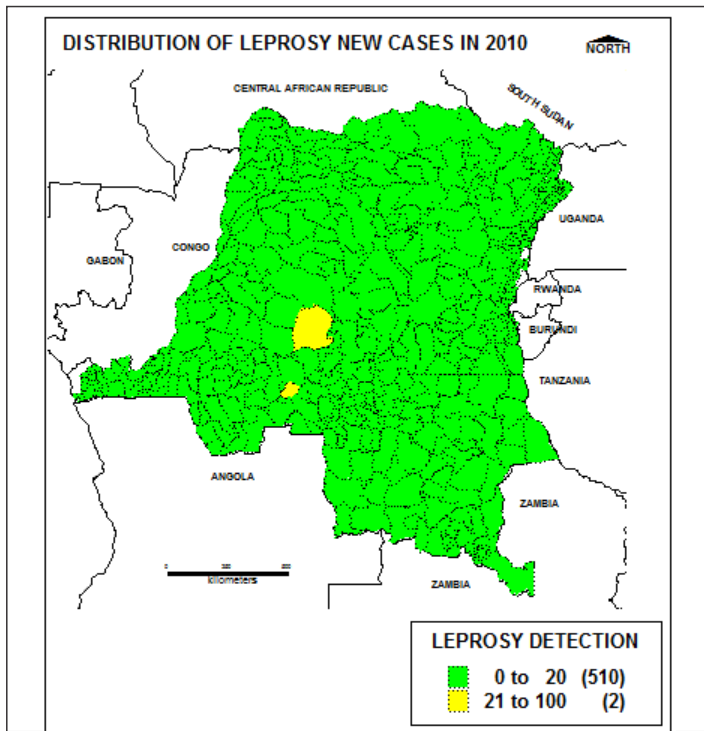 DISTRIBUTION OF LEPROSY NEW CASES IN 2010
NORTH
CENTRAL AFRICAN REPUBLIC
SOUTH SUDAN
UGANDA
CONGO
GABON
RWANDA
BURUNDI
TANZANIA
ANGOLA
ZAMBIA
kilometers
ZAMBIA
LEPROSY DETECTION
0 to 20 (510)
21 to 100 (2)